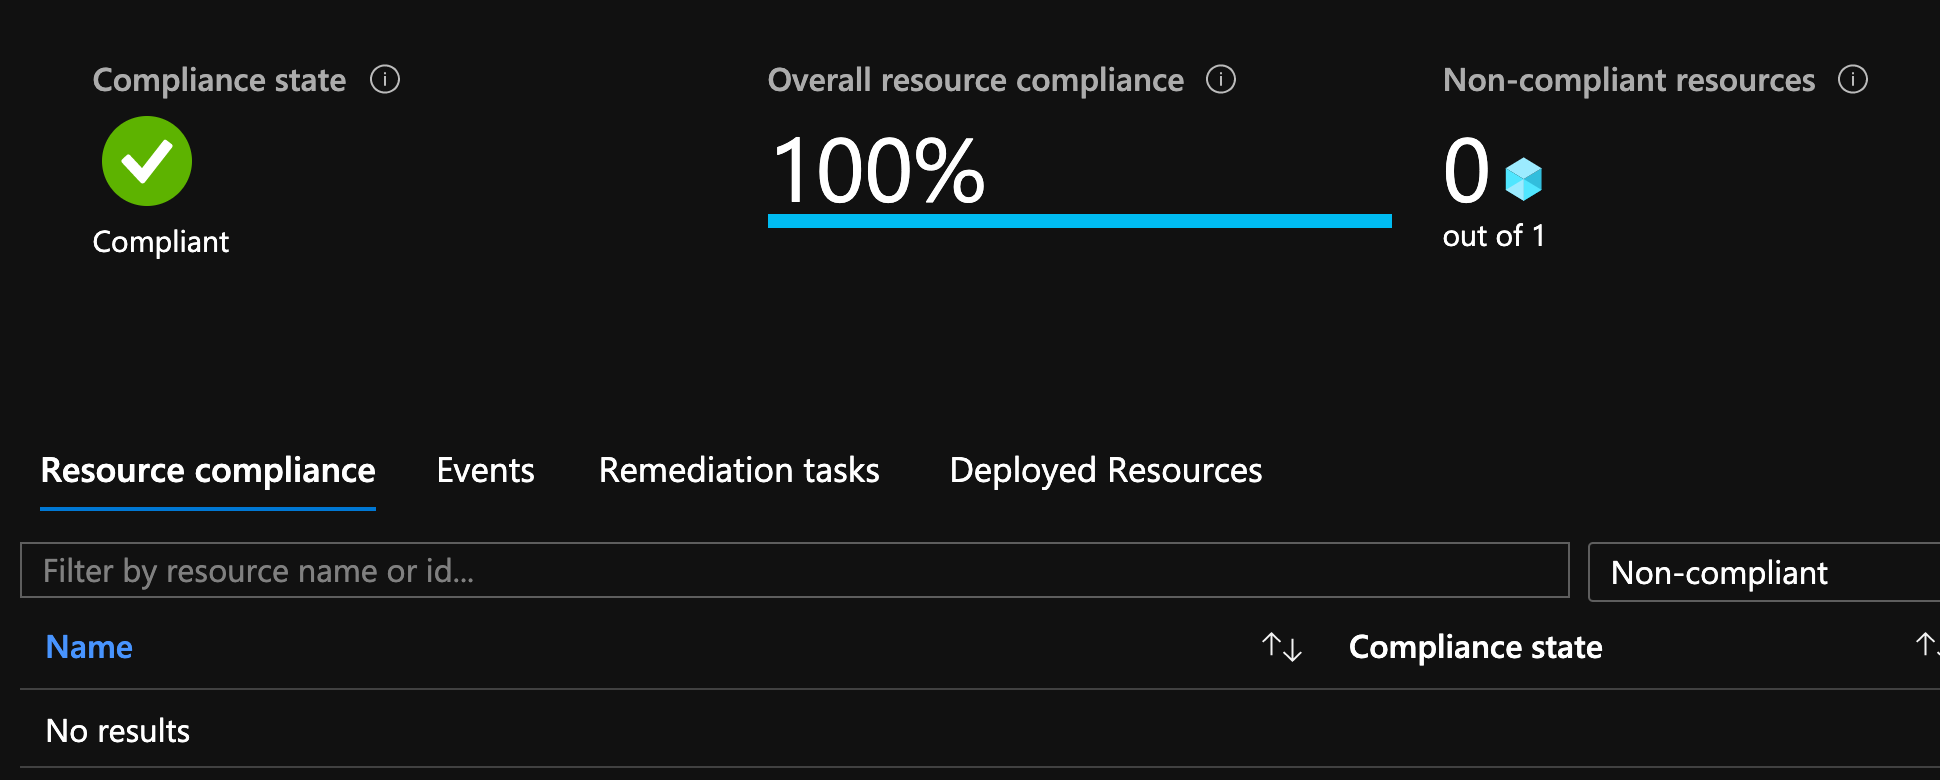 Compliance state
Overall resource compliance
Non-compliant resources
100%
0
Compliant
out of 1
Resource compliance
Events
Remediation tasks
Deployed Resources
Filter by resource name or id...
Non-compliant
Name
Compliance state
No results